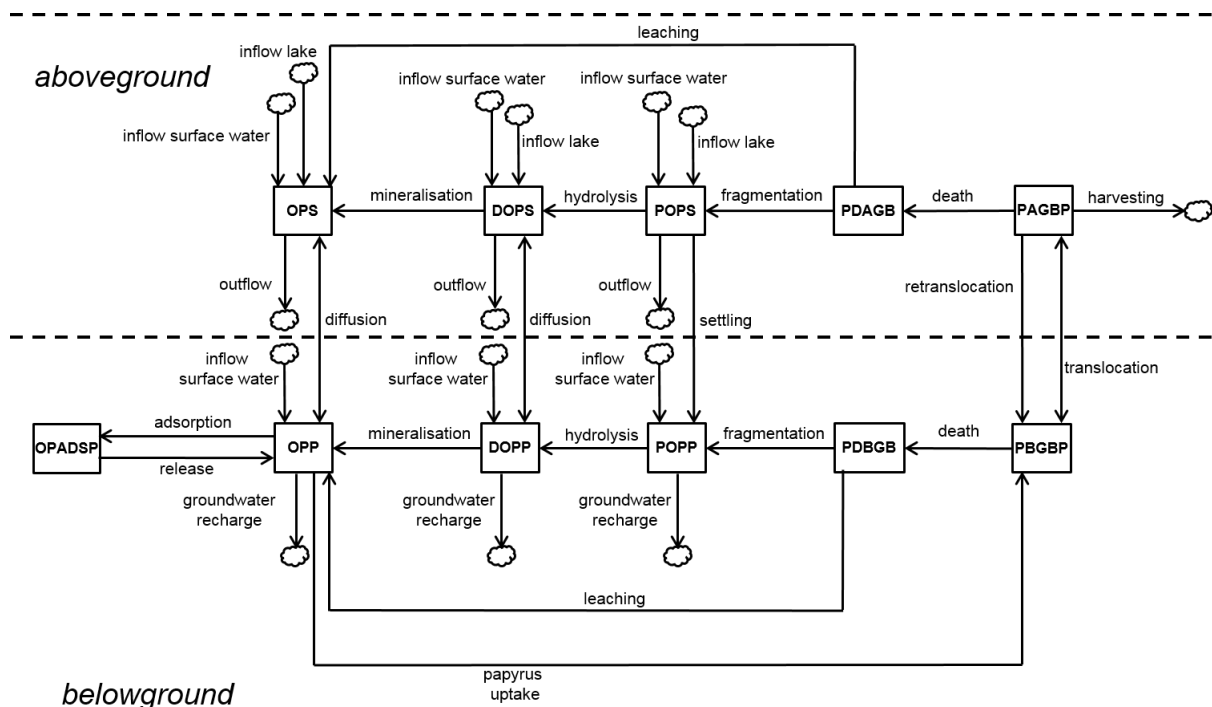 leaching
inflow lake
aboveground
inflow surface water
inflow surface water
inflow surface water
inflow lake
inflow lake
OPS
mineralisation
DOPS
hydrolysis
POPS
fragmentation
PDAGB
death
PAGBP
harvesting
outflow
outflow
outflow
retranslocation
diffusion
diffusion
settling
inflow
surface water
inflow
surface water
inflow
surface water
translocation
OPADSP
adsorption
release
OPP
mineralisation
DOPP
hydrolysis
POPP
fragmentation
PDBGB
death
PBGBP
groundwater
recharge
groundwater
recharge
groundwater
recharge
leaching
papyrus
uptake
belowground